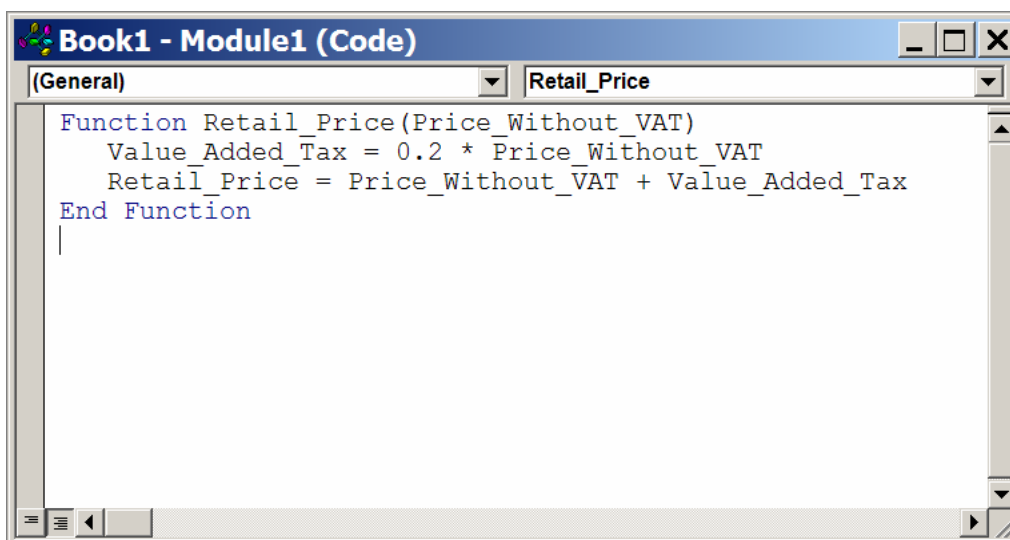 Book1 - Module1 (Code)
(General) Retail_Price
Function Retail_Price(Price_Without_VAT)
Value_Added_Tax = 0.2 * Price_Without_VAT
Retail_Price = Price_Without_VAT + Value_Added_Tax
End Function